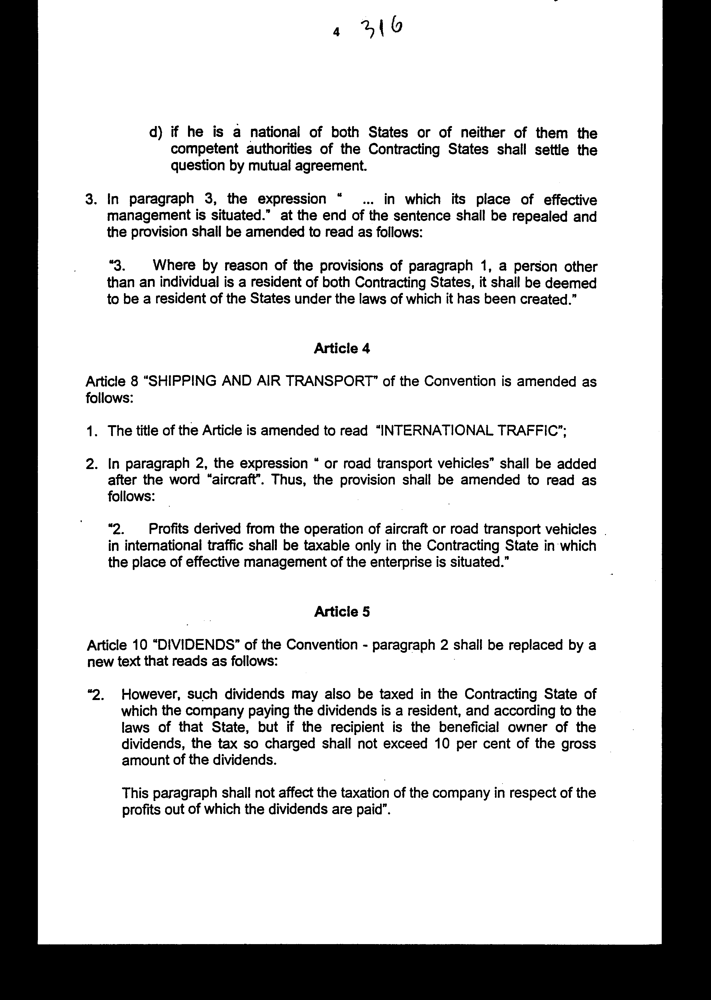 4 316
d) if he is a national of both States or of neither of them the
competent authorities of the Contracting States shall settle the
question by mutual agreement.
3. In paragraph 3, the expression “ ... in which its place of effective
management is situated.” at the end of the sentence shall be repealed and
the provision shall be amended to read as follows:
“3. Where by reason of the provisions of paragraph 1, a person other
than an individual is a resident of both Contracting States, it shall be deemed
to be a resident of the States under the laws of which it has been created.”
Article 4
Article 8 “SHIPPING AND AIR TRANSPORT” of the Convention is amended as
follows:
1. The title of the Article is amended to read “INTERNATIONAL TRAFFIC”;
2. In paragraph 2, the expression “ or road transport vehicles” shall be added
after the word “aircraft”. Thus, the provision shall be amended to read as
follows:
“2. Profits derived from the operation of aircraft or road transport vehicles
in international traffic shall be taxable only in the Contracting State in which
the place of effective management of the enterprise is situated.”
Article 5
Article 10 “DIVIDENDS” of the Convention - paragraph 2 shall be replaced by a
new text that reads as follows:
“2. However, such dividends may also be taxed in the Contracting State of
which the company paying the dividends is a resident, and according to the
laws of that State, but if the recipient is the beneficial owner of the
dividends, the tax so charged shall not exceed 10 per cent of the gross
amount of the dividends.
This paragraph shall not affect the taxation of the company in respect of the
profits out of which the dividends are paid”.